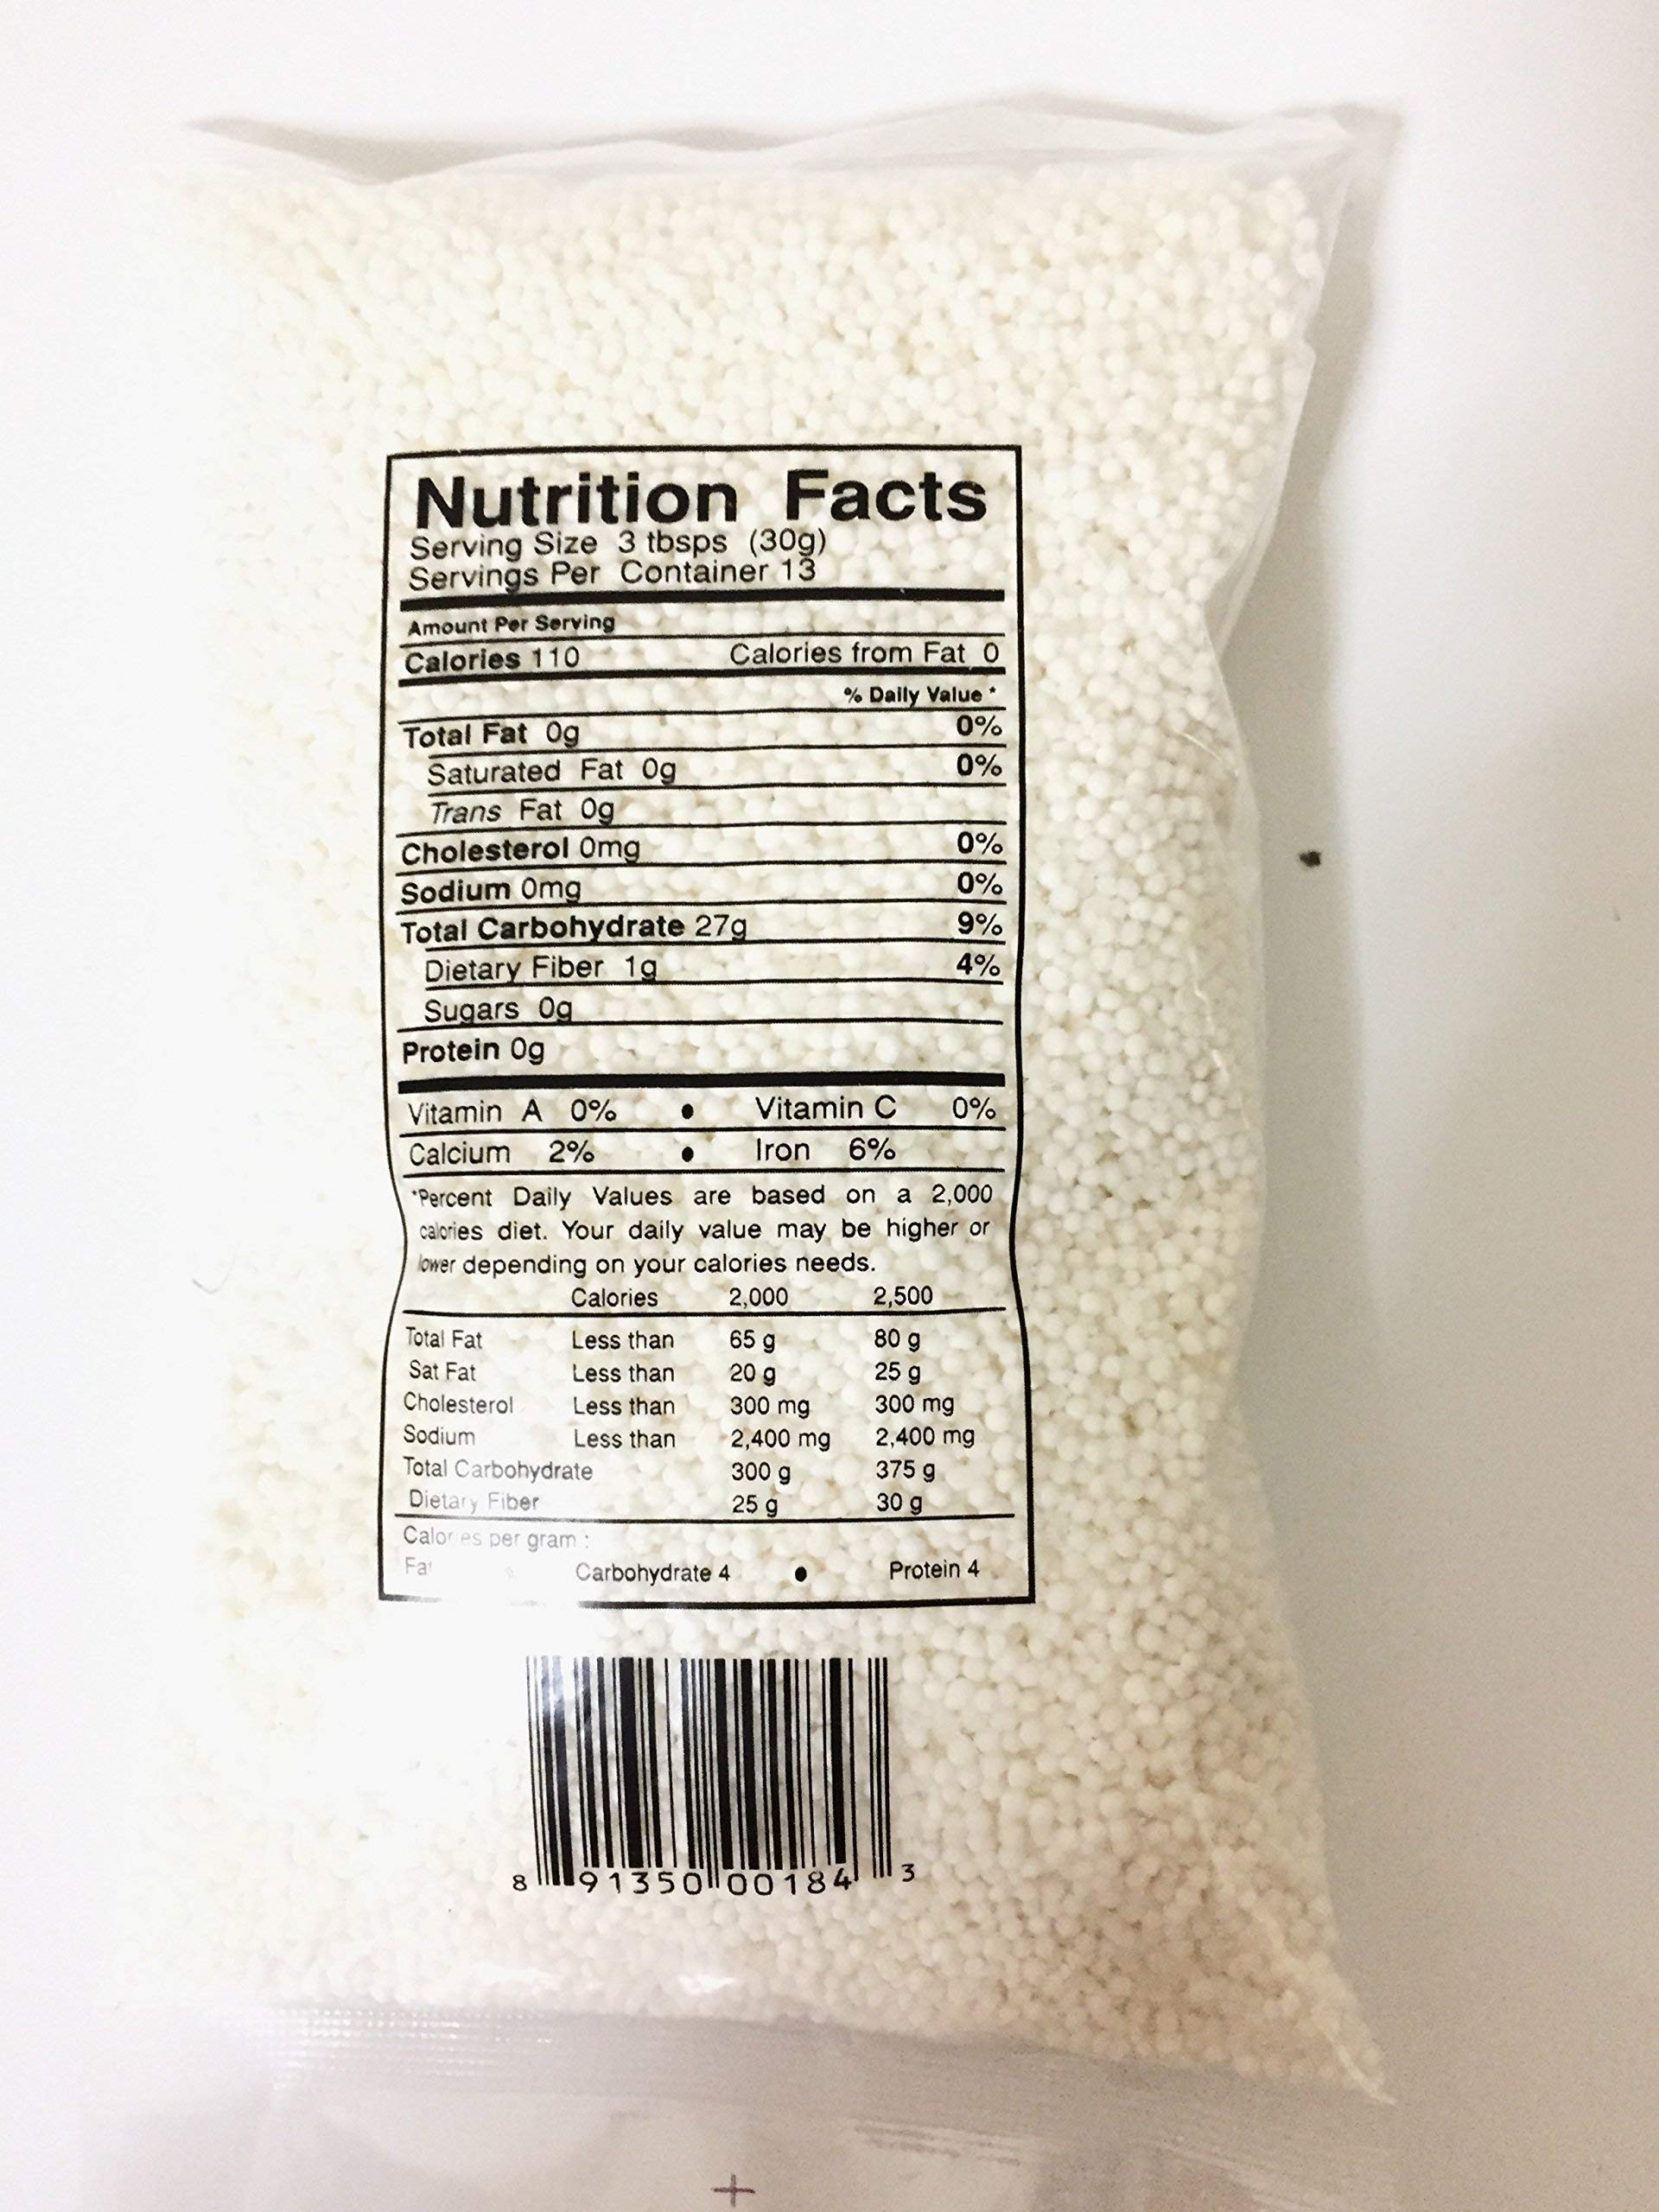 Nutrition Facts
Serving Size 3 tbsps (30g)
Servings Per Container 13
Amount Per Serving
Calories 110 Calories from Fat 0
% Daily Value *
Total Fat 0g 0%
Saturated Fat 0g 0%
Trans Fat 0g
Cholesterol 0mg 0%
Sodium 0mg 0%
Total Carbohydrate 27g 9%
Dietary Fiber 1g 4%
Sugars 0g
Protein 0g
Vitamin A 0% • Vitamin C 0%
Calcium 2% • Iron 6%
*Percent Daily Values are based on a 2,000
calories diet. Your daily value may be higher or
lower depending on your calories needs.
Calories 2,000 2,500
Total Fat Less than 65 g 80 g
Sat Fat Less than 20 g 25 g
Cholesterol Less than 300 mg 300 mg
Sodium Less than 2,400 mg 2,400 mg
Total Carbohydrate 300 g 375 g
Dietary Fiber 25 g 30 g
Calories per gram :
Fat Carbohydrate 4 • Protein 4
8 91350 00184 3